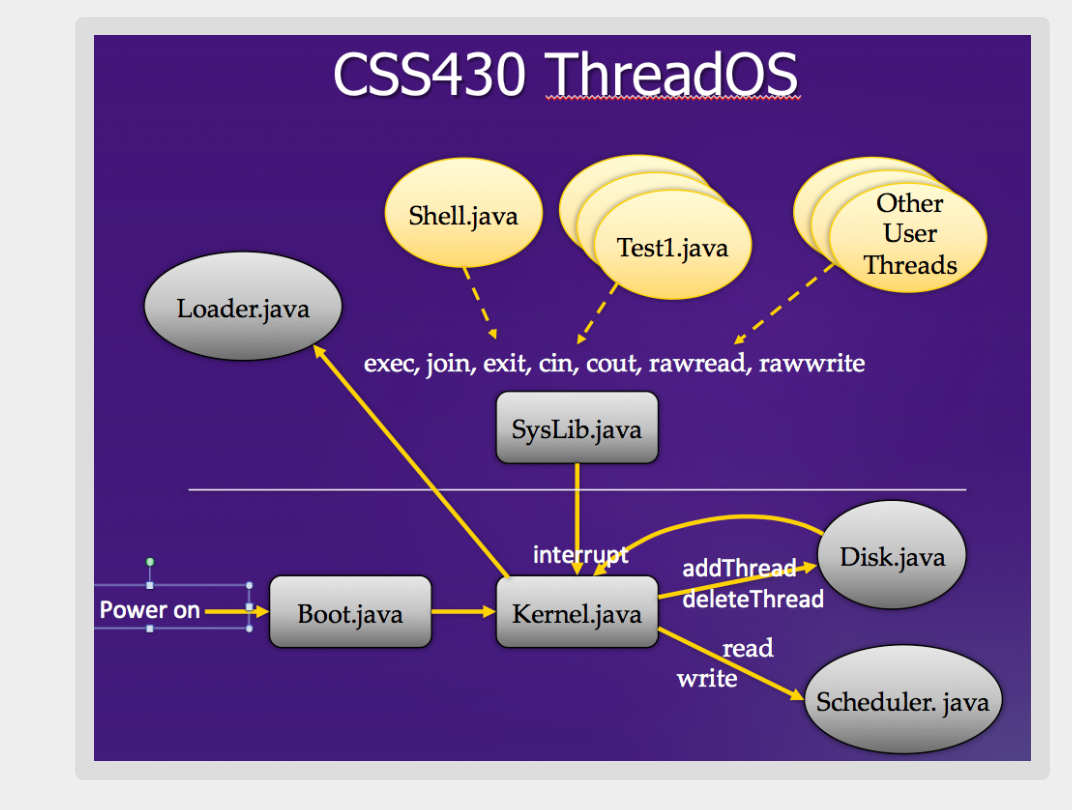 CSS430 ThreadOS
Shell.java
Test1.java
Other
User
Threads
Loader.java
exec, join, exit, cin, cout, rawread, rawwrite
SysLib.java
interrupt
Disk.java
addThread
deleteThread
Power on
Boot.java
Kernel.java
read
write
Scheduler. java